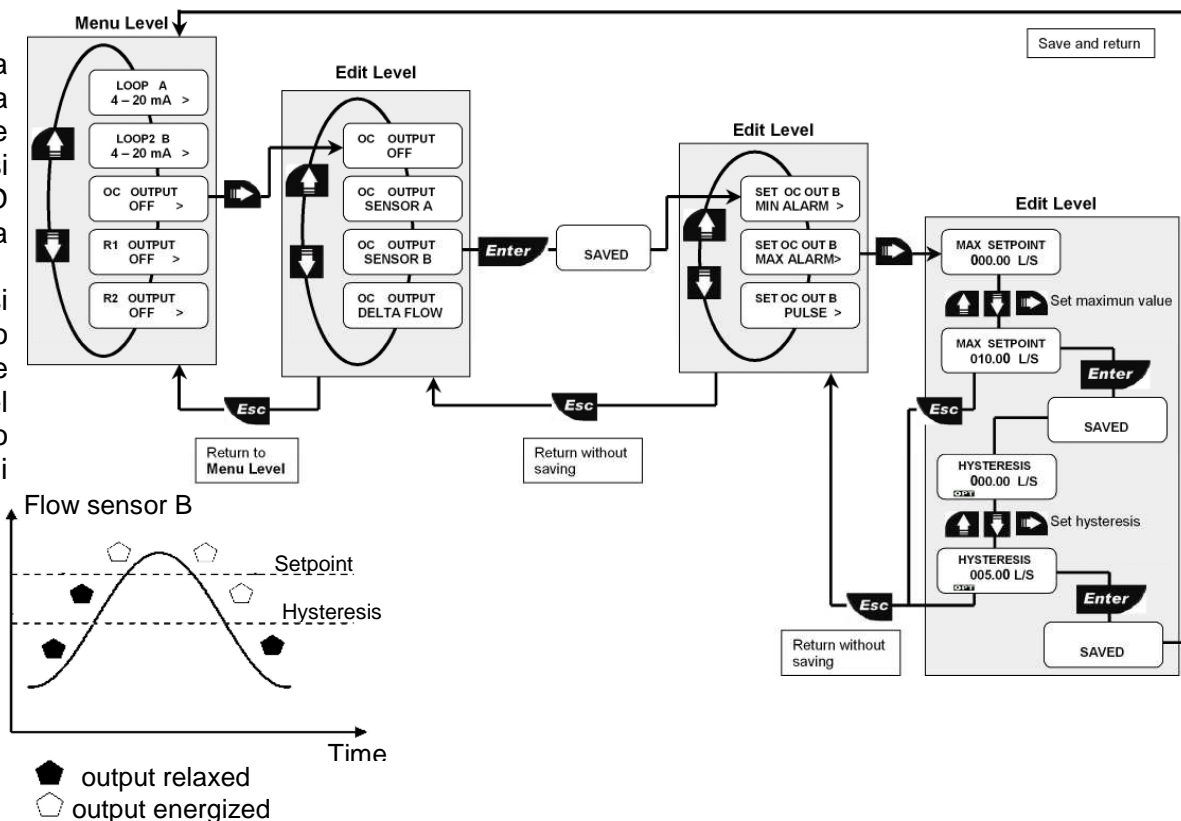 Menu Level
LOOP A
4 – 20 mA >
LOOP2 B
4 – 20 mA >
OC OUTPUT
OFF >
R1 OUTPUT
OFF >
R2 OUTPUT
OFF >
a
a
e
si
O
a
si
o
e
el
o
i
Edit Level
OC OUTPUT
OFF
OC OUTPUT
SENSOR A
OC OUTPUT
SENSOR B
OC OUTPUT
DELTA FLOW
Enter
SAVED
Edit Level
SET OC OUT B
MIN ALARM >
SET OC OUT B
MAX ALARM>
SET OC OUT B
PULSE >
Save and return
Edit Level
MAX SETPOINT
000.00 L/S
Set maximun value
MAX SETPOINT
010.00 L/S
Enter
SAVED
HYSTERESIS
000.00 L/S
OPT
Set hysteresis
HYSTERESIS
005.00 L/S
OPT
Enter
SAVED
Esc
Return to
Menu Level
Esc
Return without
saving
Esc
Esc
Return without
saving
Flow sensor B
Setpoint
Hysteresis
Time
output relaxed
output energized